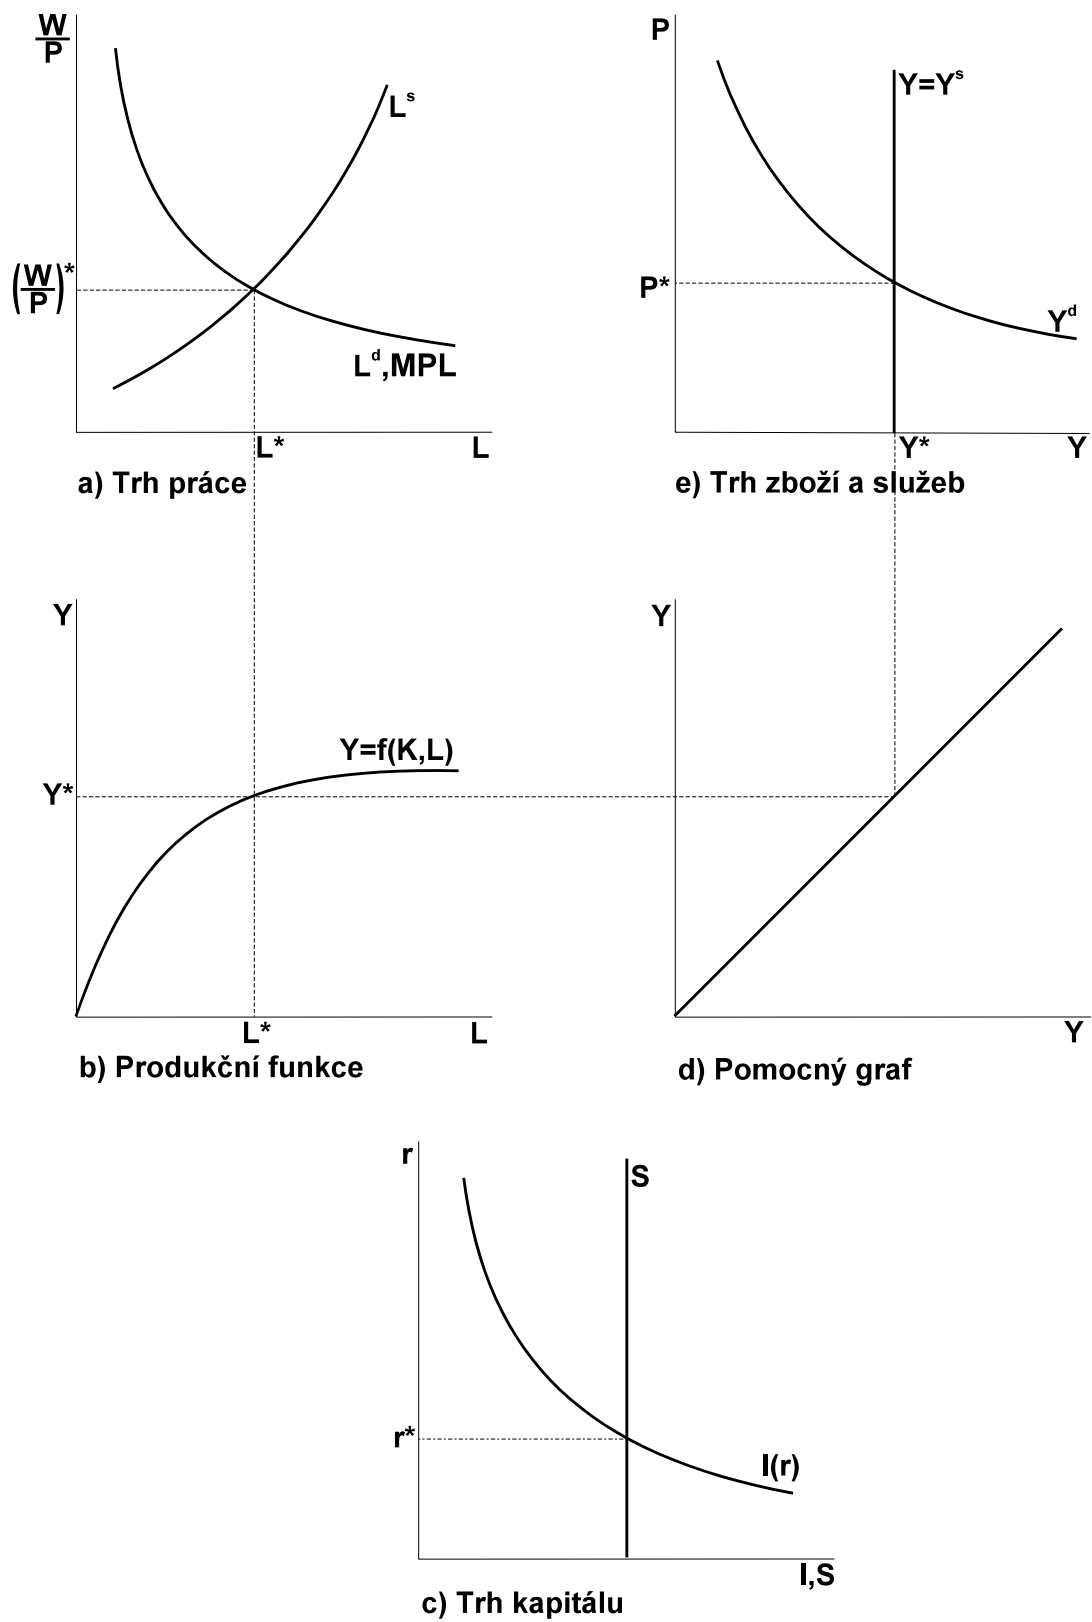 W
P
L^s
(W/P)*
L^d,MPL
L*
L
a) Trh práce
P
Y=Y^s
P*
Y^d
Y*
Y
e) Trh zboží a služeb
Y
Y=f(K,L)
Y*
L*
L
b) Produkční funkce
Y
Y
d) Pomocný graf
r
S
r*
I(r)
I,S
c) Trh kapitálu